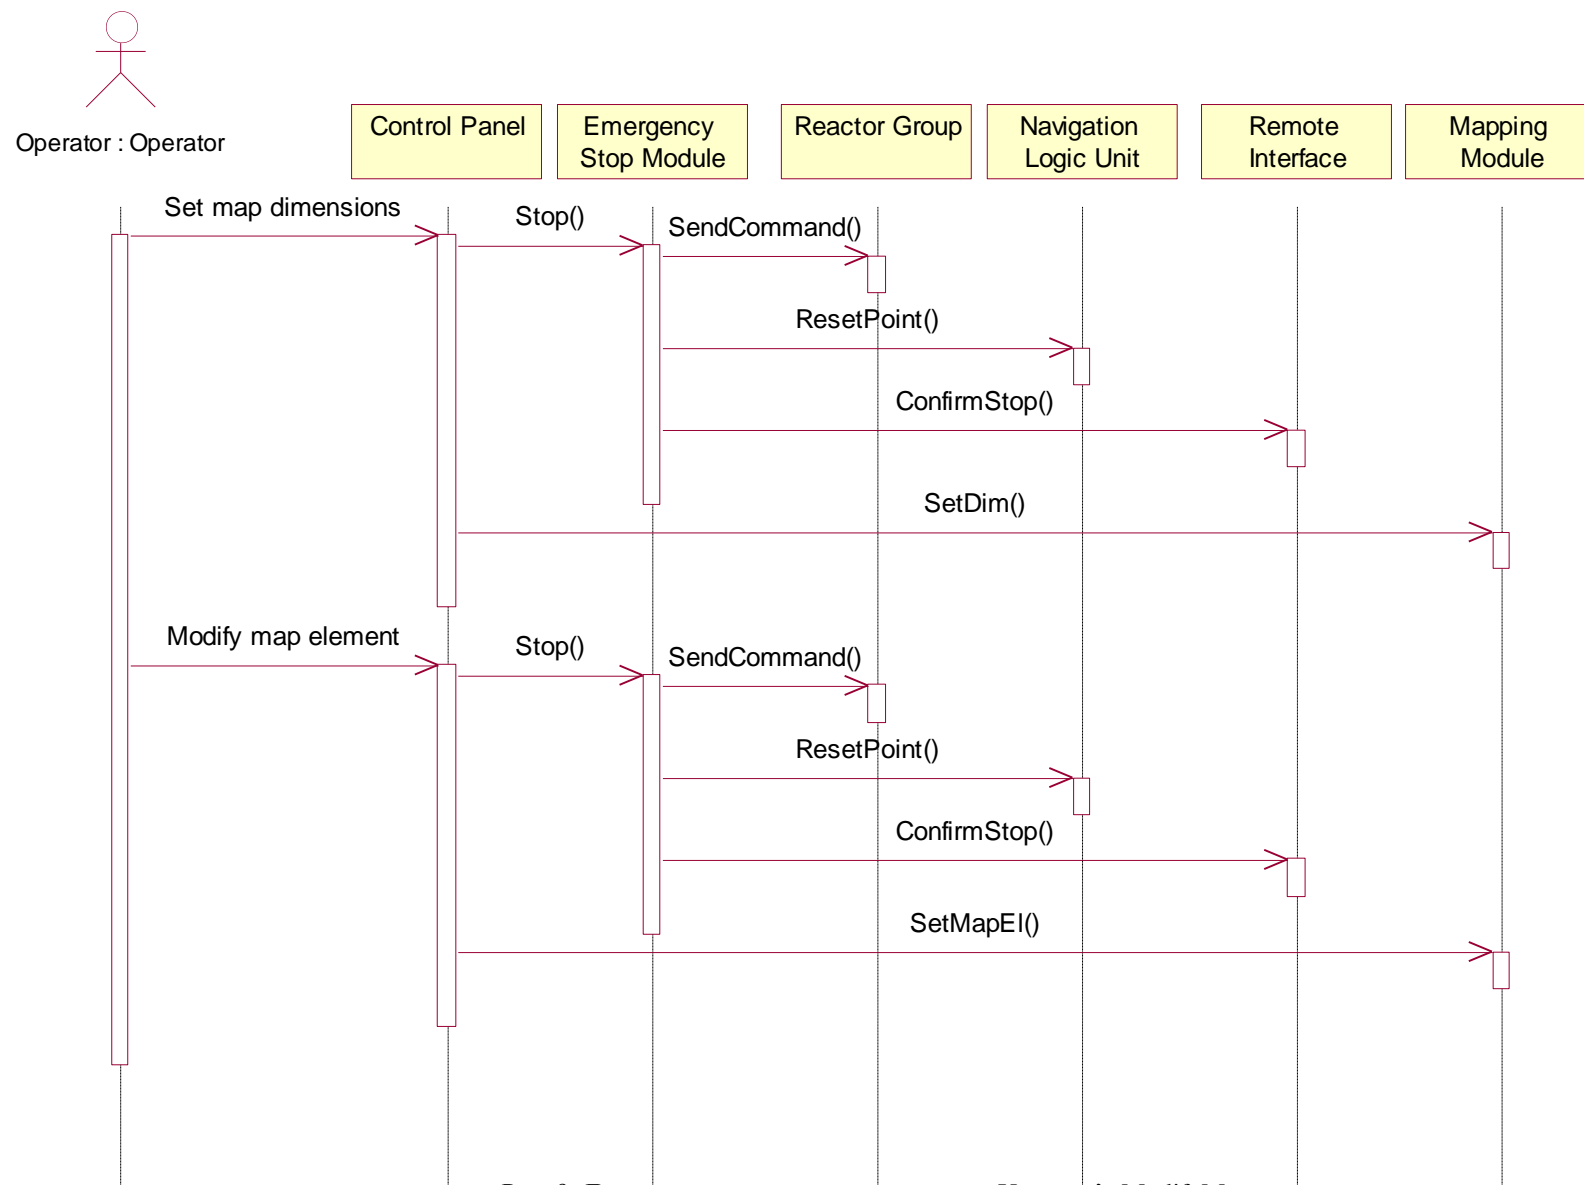 Operator : Operator
Control Panel
Emergency
Stop Module
Reactor Group
Navigation
Logic Unit
Remote
Interface
Mapping
Module
Set map dimensions
Stop()
SendCommand()
ResetPoint()
ConfirmStop()
SetDim()
Modify map element
Stop()
SendCommand()
ResetPoint()
ConfirmStop()
SetMapEl()